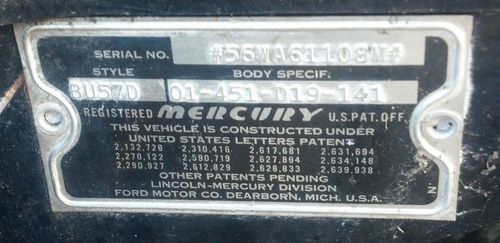 SERIAL NO. #56WA61108N#
STYLE BODY SPECIF.
BU57D 01-451-D19-141
REGISTERED MERCURY U.S. PAT. OFF.
THIS VEHICLE IS CONSTRUCTED UNDER
UNITED STATES LETTERS PATENT
2,132,720 2,310,416 2,617,681 2,631,694
2,270,122 2,590,719 2,627,894 2,634,148
2,290,927 2,612,829 2,628,833 2,639,938
OTHER PATENTS PENDING
LINCOLN-MERCURY DIVISION
FORD MOTOR CO. DEARBORN, MICH. U.S.A.